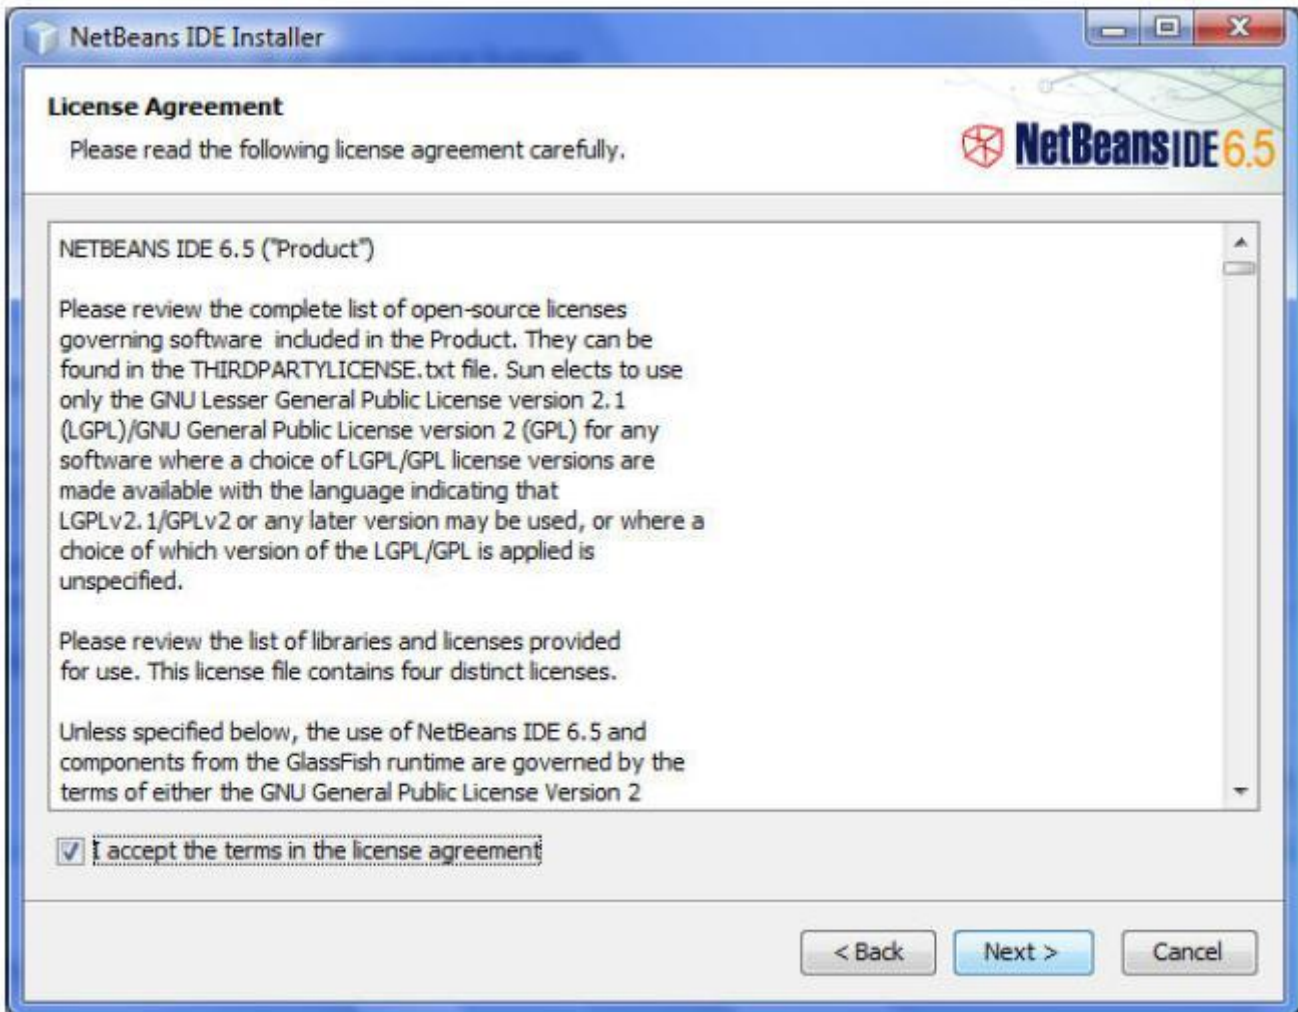 NetBeans IDE Installer
License Agreement
Please read the following license agreement carefully.
NetBeans IDE 6.5
NETBEANS IDE 6.5 ("Product")
Please review the complete list of open-source licenses
governing software  included in the Product. They can be
found in the THIRDPARTYLICENSE.txt file. Sun elects to use
only the GNU Lesser General Public License version 2.1
(LGPL)/GNU General Public License version 2 (GPL) for any
software where a choice of LGPL/GPL license versions are
made available with the language indicating that
LGPLv2.1/GPLv2 or any later version may be used, or where a
choice of which version of the LGPL/GPL is applied is
unspecified.
Please review the list of libraries and licenses provided
for use. This license file contains four distinct licenses.
Unless specified below, the use of NetBeans IDE 6.5 and
components from the GlassFish runtime are governed by the
terms of either the GNU General Public License Version 2
I accept the terms in the license agreement
< Back
Next >
Cancel